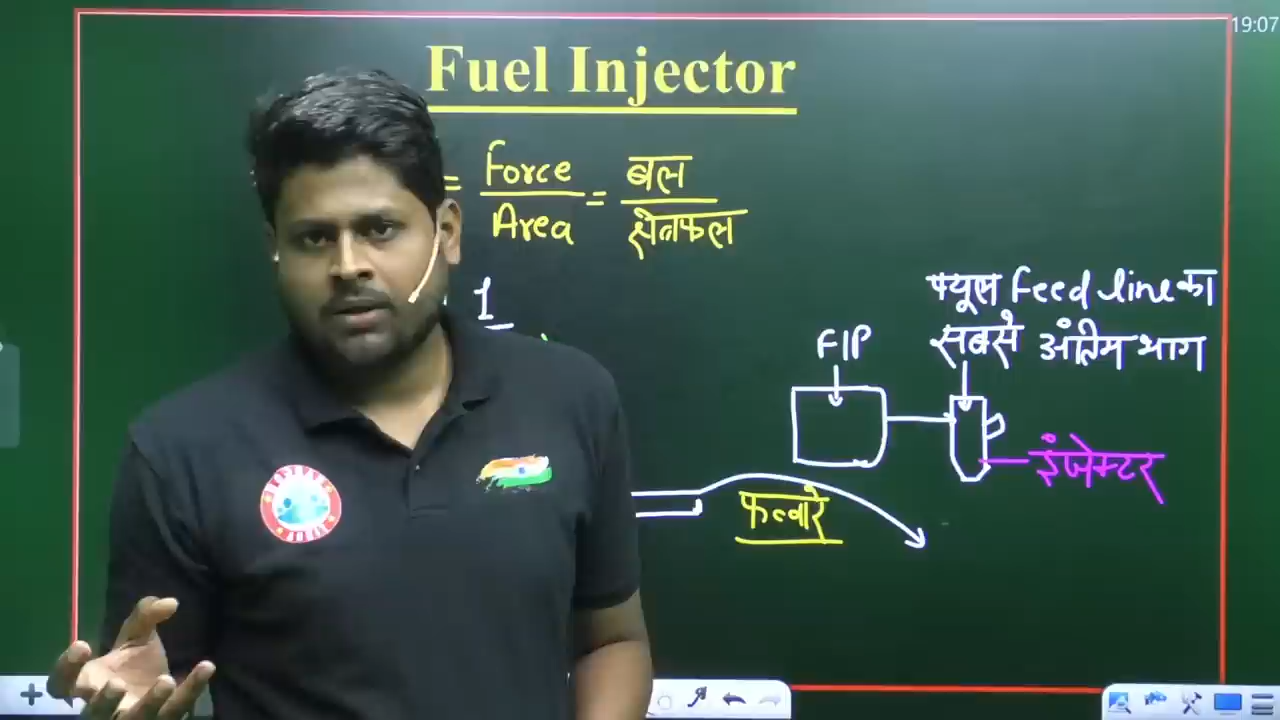 19:07
Fuel Injector
= Force / Area = बल / क्षेत्रफल
1
फ्यूल feed line का
सबसे अंतिम भाग
FIP
इंजेक्टर
फव्वारे